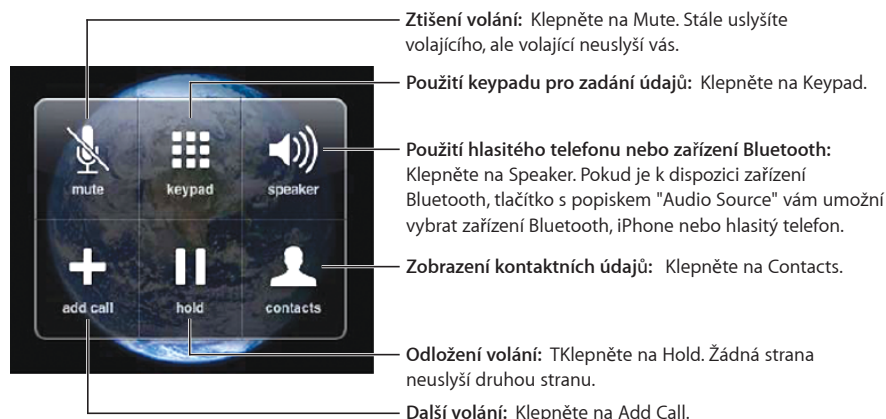 Ztišení volání: Klepněte na Mute. Stále uslyšíte
volajícího, ale volající neuslyší vás.
Použití keypadu pro zadání údajů: Klepněte na Keypad.
Použití hlasitého telefonu nebo zařízení Bluetooth:
Klepněte na Speaker. Pokud je k dispozici zařízení
Bluetooth, tlačítko s popiskem "Audio Source" vám umožní
vybrat zařízení Bluetooth, iPhone nebo hlasitý telefon.
Zobrazení kontaktních údajů: Klepněte na Contacts.
Odložení volání: TKlepněte na Hold. Žádná strana
neuslyší druhou stranu.
Další volání: Klepněte na Add Call.
mute keypad speaker
add call hold contacts